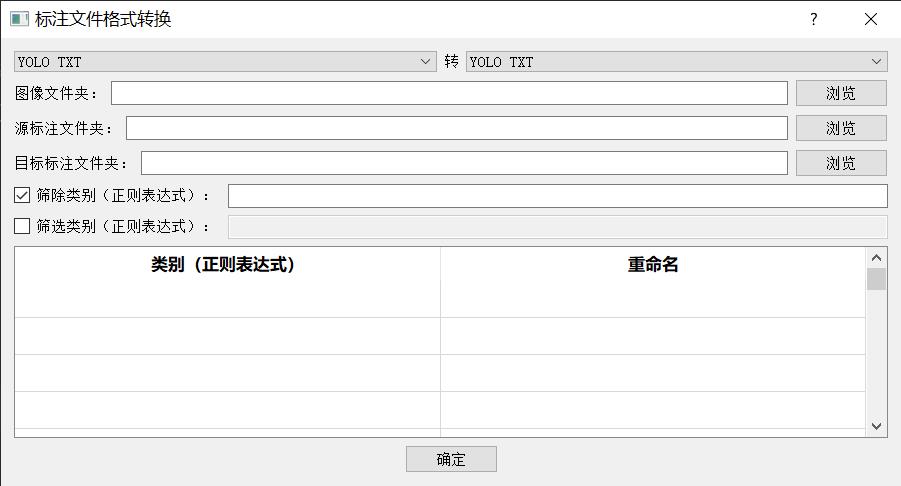 标注文件格式转换 ?
YOLO TXT 转 YOLO TXT
图像文件夹： 浏览
源标注文件夹： 浏览
目标标注文件夹： 浏览
筛除类别（正则表达式）：
筛选类别（正则表达式）：
类别（正则表达式） 重命名
确定